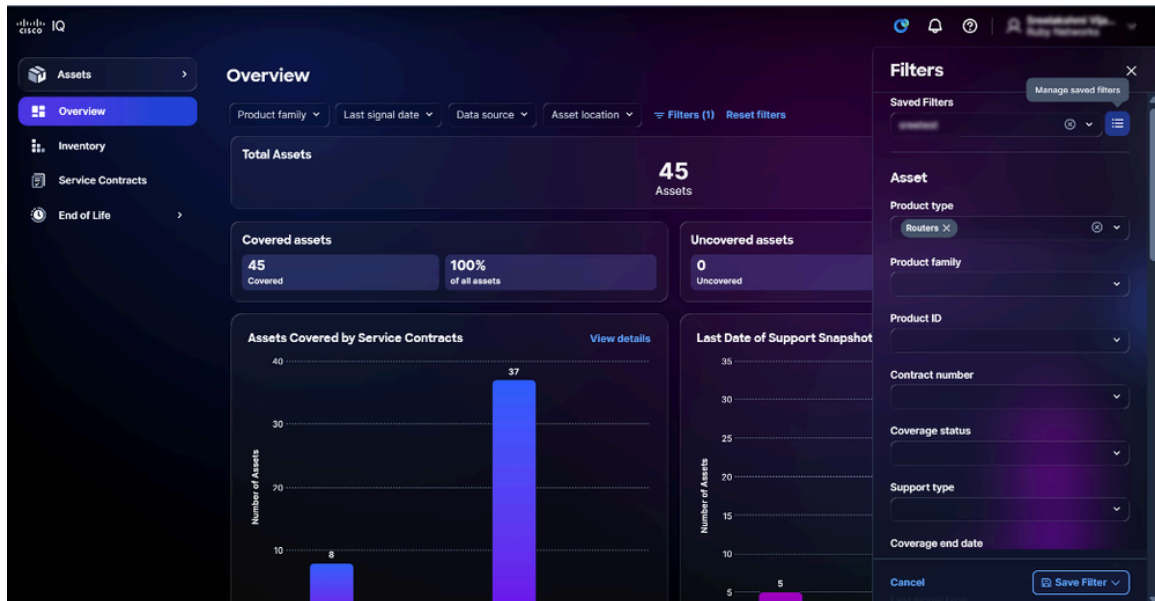 CISCO IQ
Assets
Overview
Inventory
Service Contracts
End of Life
Overview
Product family
Last signal date
Data source
Asset location
Filters (1)
Reset filters
Total Assets
45
Assets
Covered assets
45
Covered
100%
of all assets
Uncovered assets
0
Uncovered
Assets Covered by Service Contracts
View details
40
30
20
10
Number of Assets
8
37
Last Date of Support Snapshot
35
30
25
20
15
10
5
Number of Assets
5
Filters
Manage saved filters
Saved Filters
Asset
Product type
Routers
Product family
Product ID
Contract number
Coverage status
Support type
Coverage end date
Cancel
Save Filter